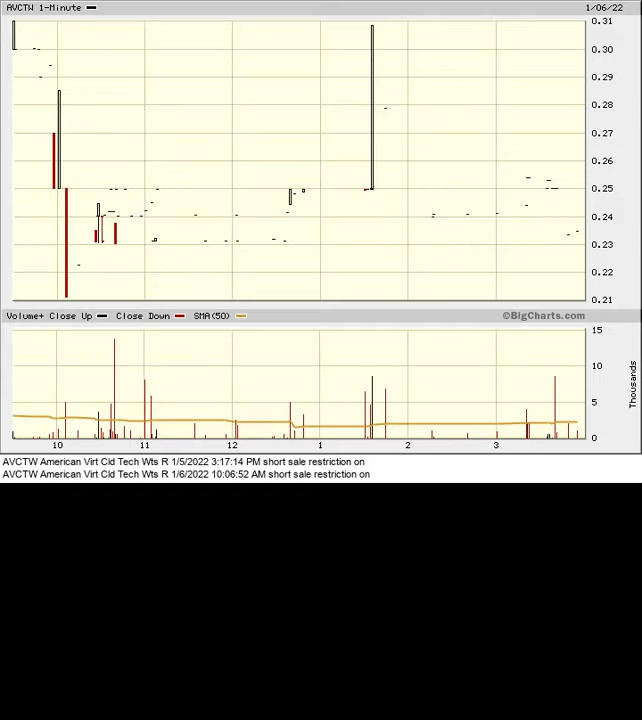 AVCTW 1-Minute 1/06/22
0.31
0.30
0.29
0.28
0.27
0.26
0.25
0.24
0.23
0.22
0.21
Volume+ Close Up Close Down SMA(50) ©BigCharts.com
15
10
5
0
Thousands
10 11 12 1 2 3
AVCTW American Virt Cld Tech Wts R 1/5/2022 3:17:14 PM short sale restriction on
AVCTW American Virt Cld Tech Wts R 1/6/2022 10:06:52 AM short sale restriction on